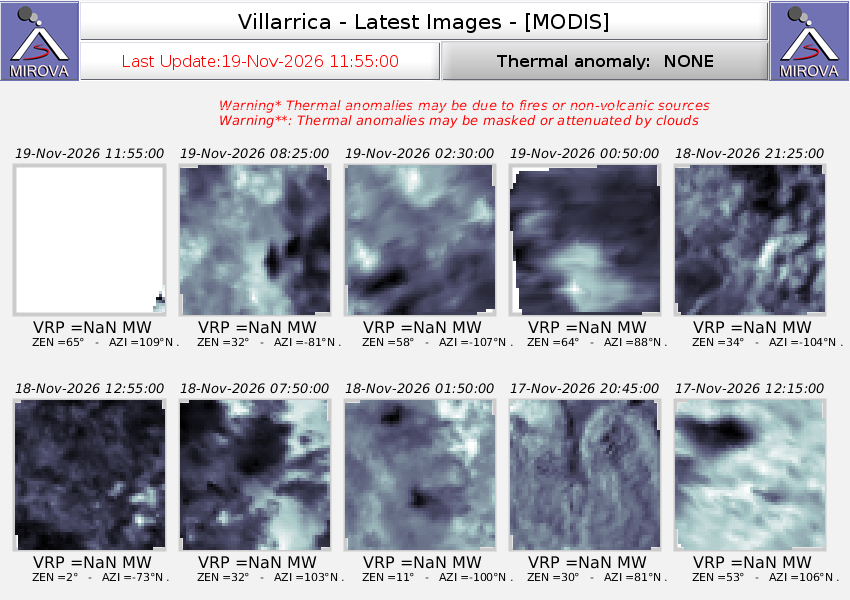 Villarrica - Latest Images - [MODIS]
MIROVA
Last Update:19-Nov-2026 11:55:00
Thermal anomaly: NONE
MIROVA
Warning* Thermal anomalies may be due to fires or non-volcanic sources
Warning**: Thermal anomalies may be masked or attenuated by clouds
19-Nov-2026 11:55:00
19-Nov-2026 08:25:00
19-Nov-2026 02:30:00
19-Nov-2026 00:50:00
18-Nov-2026 21:25:00
VRP =NaN MW
VRP =NaN MW
VRP =NaN MW
VRP =NaN MW
VRP =NaN MW
ZEN =65° - AZI =109°N .
ZEN =32° - AZI =-81°N .
ZEN =58° - AZI =-107°N .
ZEN =64° - AZI =88°N .
ZEN =34° - AZI =-104°N .
18-Nov-2026 12:55:00
18-Nov-2026 07:50:00
18-Nov-2026 01:50:00
17-Nov-2026 20:45:00
17-Nov-2026 12:15:00
VRP =NaN MW
VRP =NaN MW
VRP =NaN MW
VRP =NaN MW
VRP =NaN MW
ZEN =2° - AZI =-73°N .
ZEN =32° - AZI =103°N .
ZEN =11° - AZI =-100°N .
ZEN =30° - AZI =81°N .
ZEN =53° - AZI =106°N .